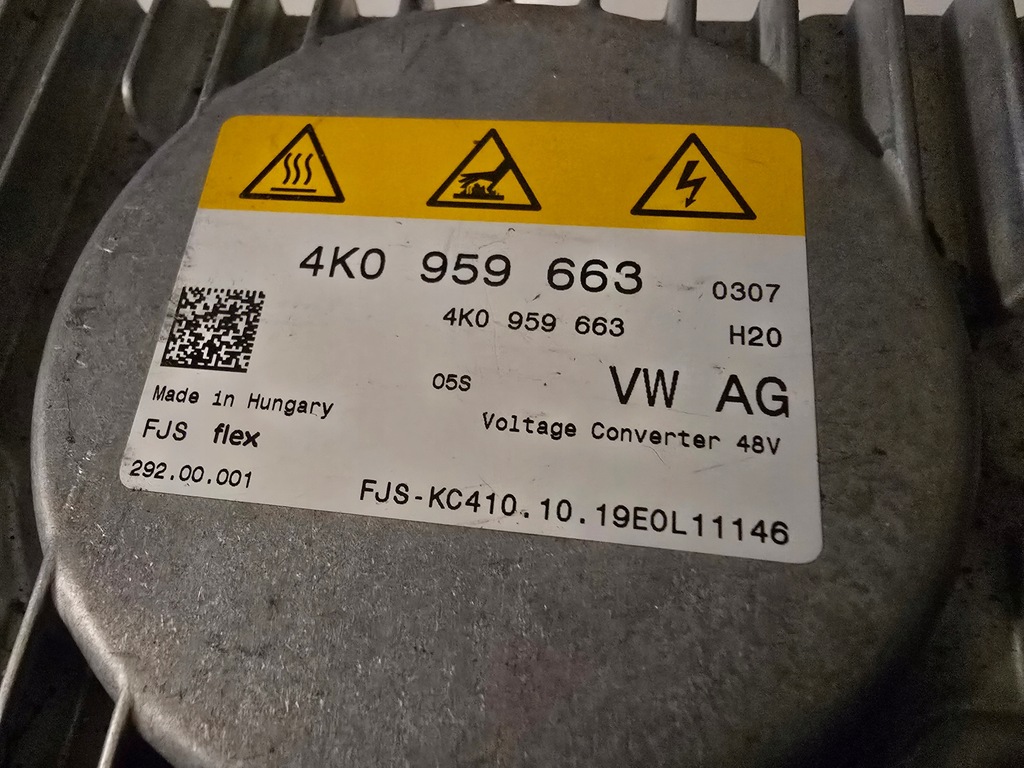 4K0 959 663 0307
4K0 959 663 H20
05S VW AG
Made in Hungary Voltage Converter 48V
FJS flex
292.00.001 FJS-KC410.10.19E0L11146